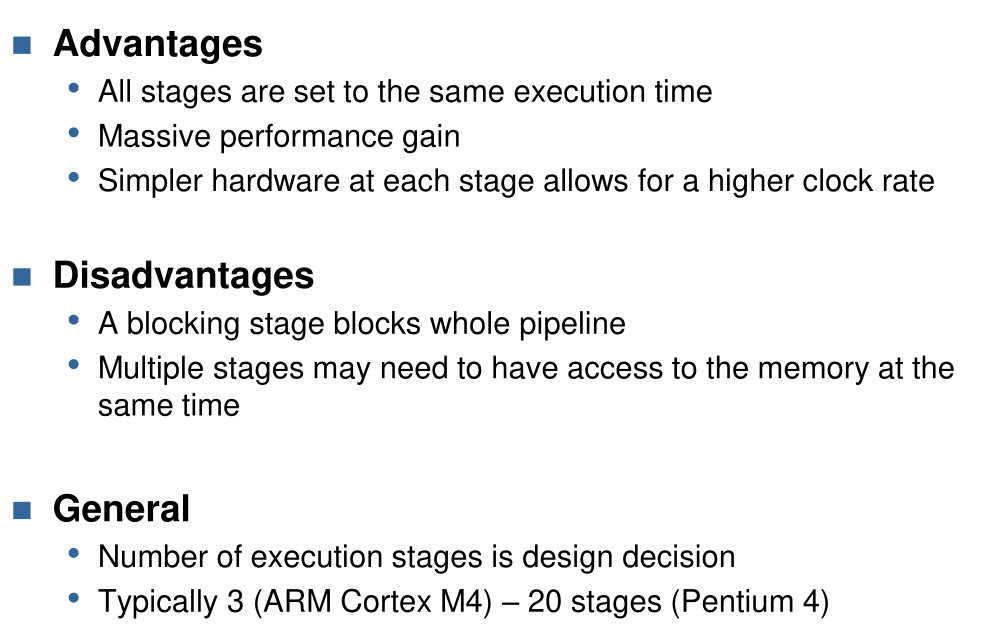 Advantages
All stages are set to the same execution time
Massive performance gain
Simpler hardware at each stage allows for a higher clock rate
Disadvantages
A blocking stage blocks whole pipeline
Multiple stages may need to have access to the memory at the
same time
General
Number of execution stages is design decision
Typically 3 (ARM Cortex M4) – 20 stages (Pentium 4)